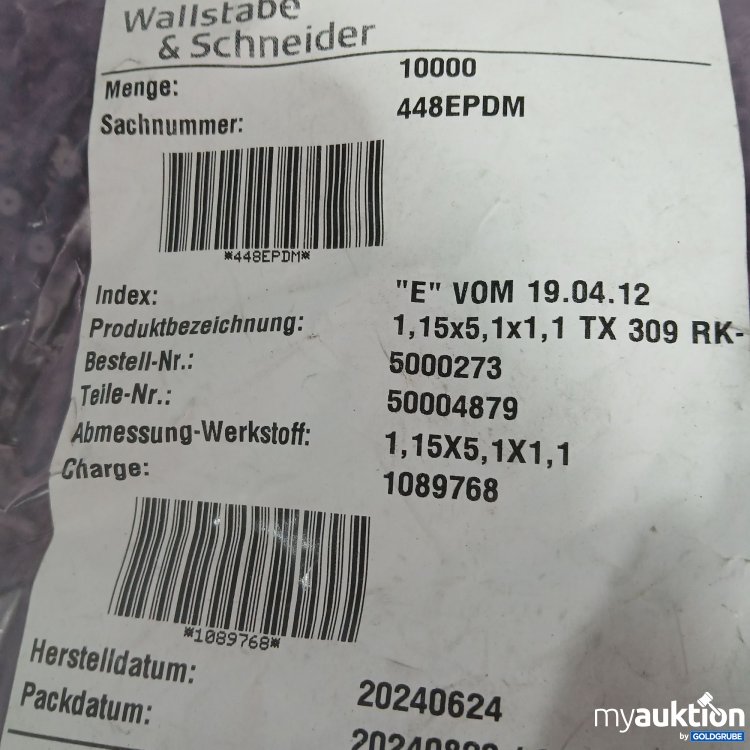 Wallstabe
& Schneider
Menge: 10000
Sachnummer: 448EPDM
*448EPDM*
Index: "E" VOM 19.04.12
Produktbezeichnung: 1,15x5,1x1,1 TX 309 RK-
Bestell-Nr.: 5000273
Teile-Nr.: 50004879
Abmessung-Werkstoff: 1,15X5,1X1,1
Charge: 1089768
*1089768*
Herstelldatum: 20240624
Packdatum:
myauktion
by GOLDGRUBE